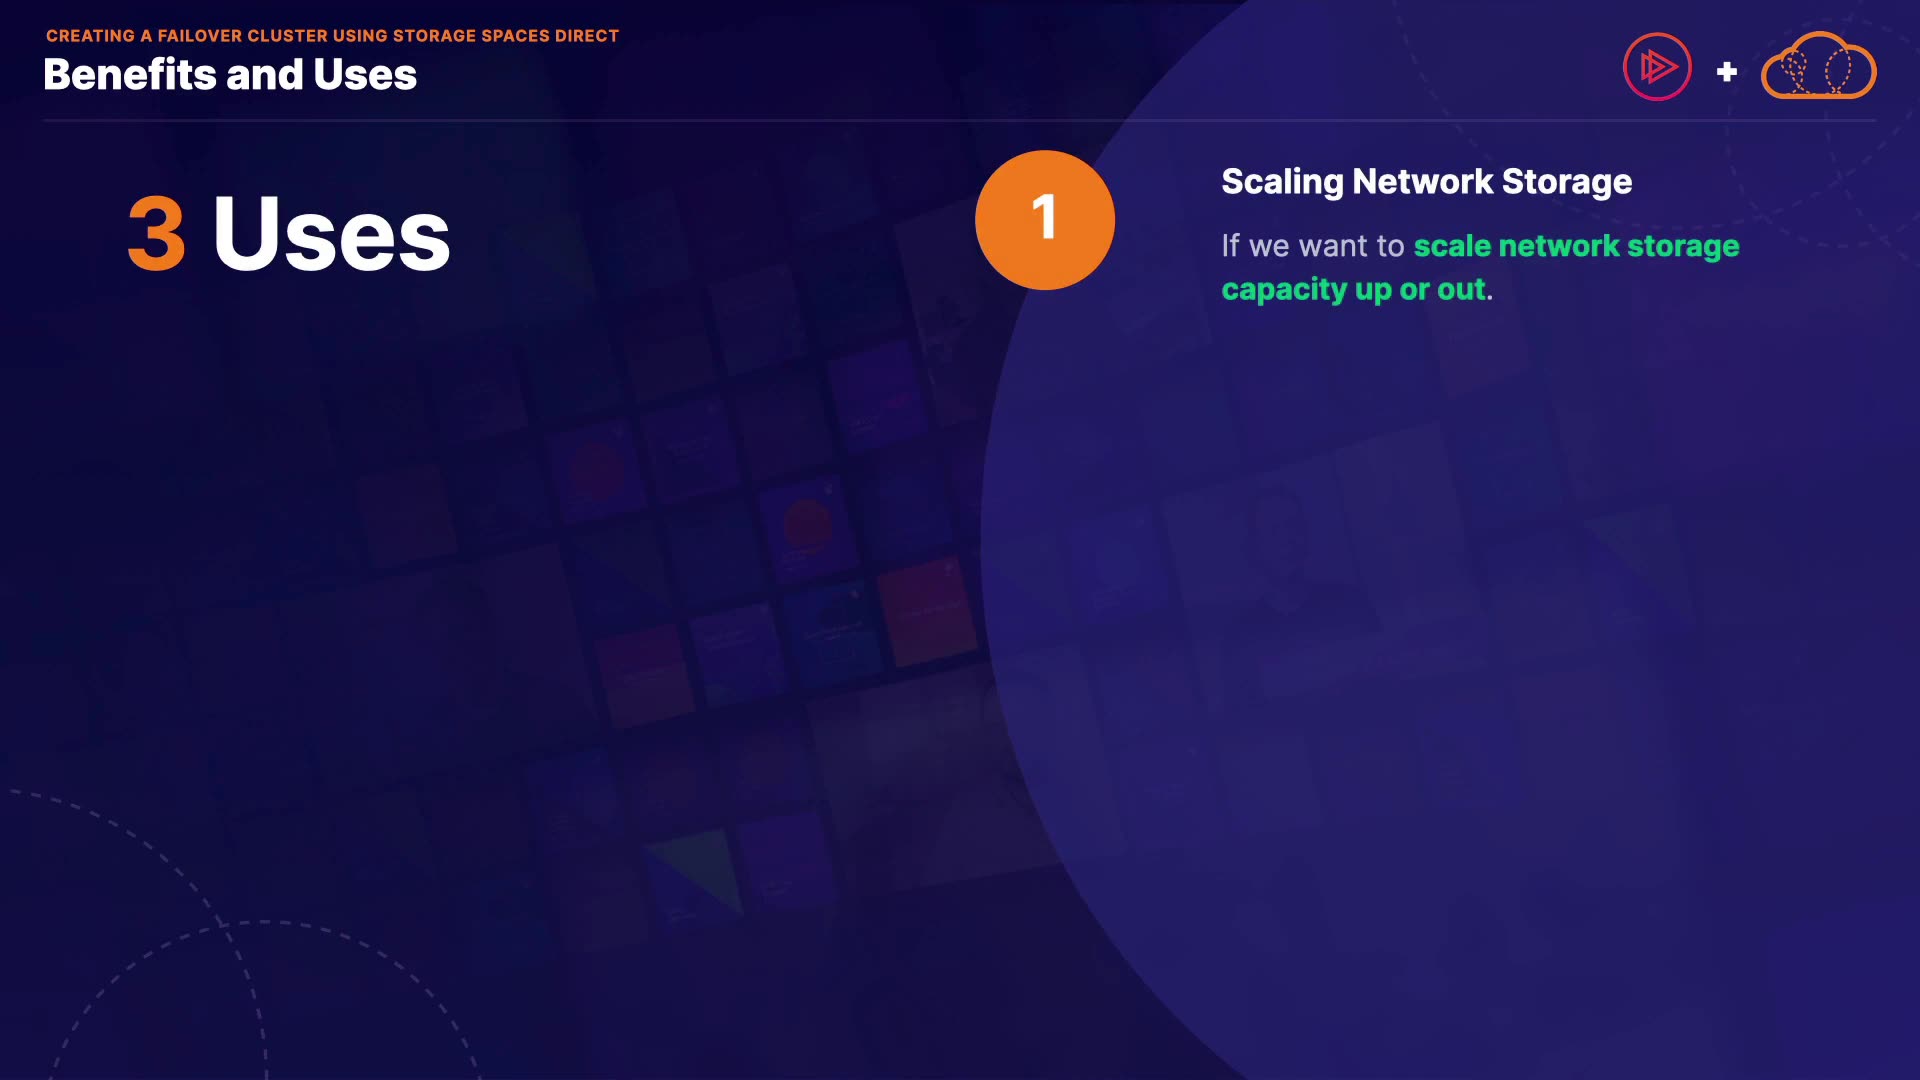 CREATING A FAILOVER CLUSTER USING STORAGE SPACES DIRECT
Benefits and Uses
+
3 Uses
1
Scaling Network Storage
If we want to scale network storage
capacity up or out.